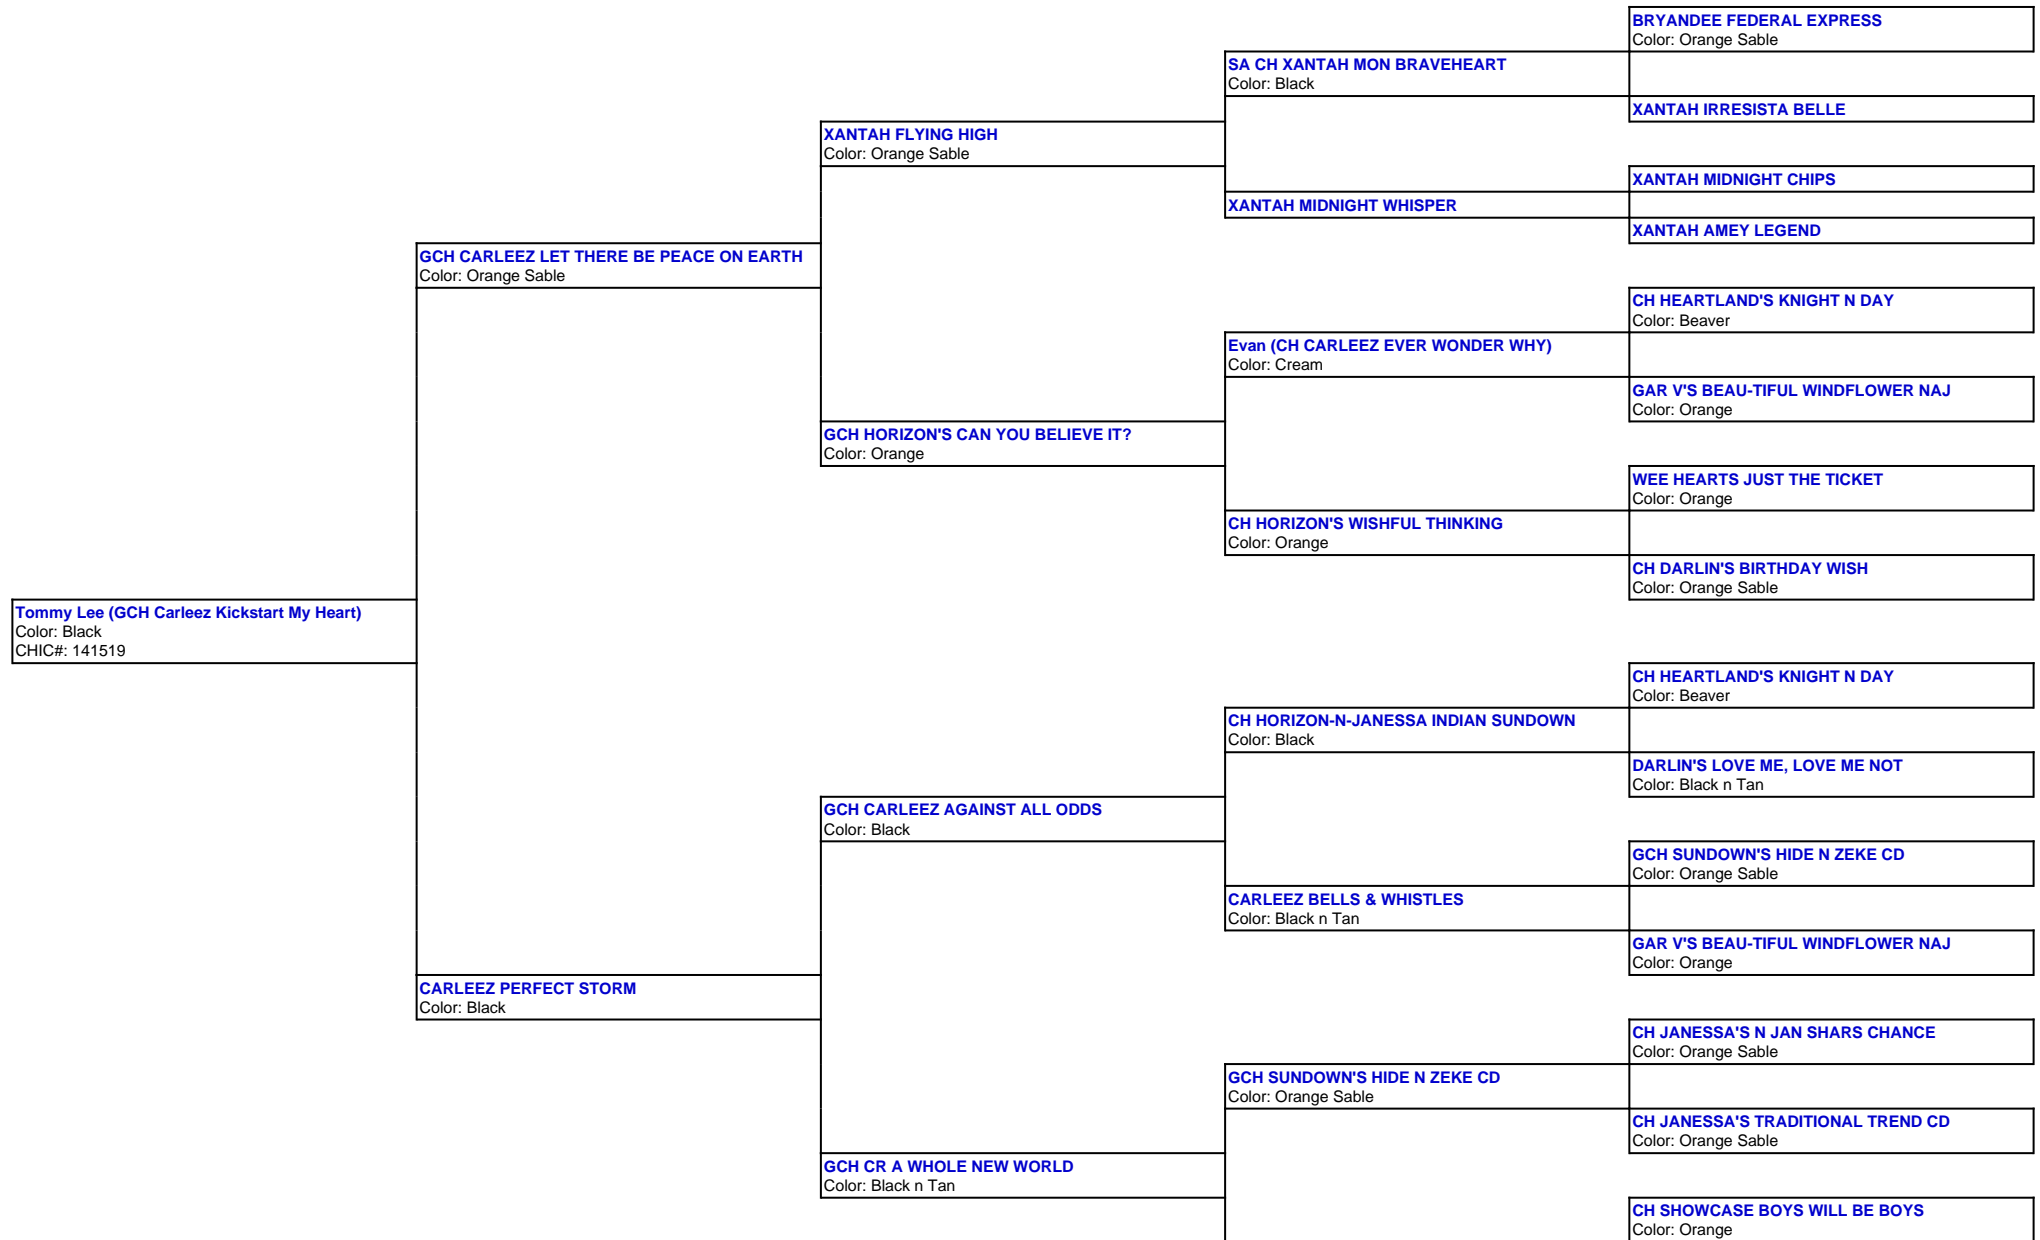 BRYANDEE FEDERAL EXPRESS
Color: Orange Sable
SA CH XANTAH MON BRAVEHEART
Color: Black
XANTAH IRRESISTA BELLE
XANTAH FLYING HIGH
Color: Orange Sable
XANTAH MIDNIGHT CHIPS
XANTAH MIDNIGHT WHISPER
XANTAH AMEY LEGEND
GCH CARLEEZ LET THERE BE PEACE ON EARTH
Color: Orange Sable
CH HEARTLAND'S KNIGHT N DAY
Color: Beaver
Evan (CH CARLEEZ EVER WONDER WHY)
Color: Cream
GAR V'S BEAU-TIFUL WINDFLOWER NAJ
Color: Orange
GCH HORIZON'S CAN YOU BELIEVE IT?
Color: Orange
WEE HEARTS JUST THE TICKET
Color: Orange
CH HORIZON'S WISHFUL THINKING
Color: Orange
CH DARLIN'S BIRTHDAY WISH
Color: Orange Sable
Tommy Lee (GCH Carleez Kickstart My Heart)
Color: Black
CHIC#: 141519
CH HEARTLAND'S KNIGHT N DAY
Color: Beaver
CH HORIZON-N-JANESSA INDIAN SUNDOWN
Color: Black
DARLIN'S LOVE ME, LOVE ME NOT
Color: Black n Tan
GCH CARLEEZ AGAINST ALL ODDS
Color: Black
GCH SUNDOWN'S HIDE N ZEKE CD
Color: Orange Sable
CARLEEZ BELLS & WHISTLES
Color: Black n Tan
GAR V'S BEAU-TIFUL WINDFLOWER NAJ
Color: Orange
CARLEEZ PERFECT STORM
Color: Black
CH JANESSA'S N JAN SHARS CHANCE
Color: Orange Sable
GCH SUNDOWN'S HIDE N ZEKE CD
Color: Orange Sable
CH JANESSA'S TRADITIONAL TREND CD
Color: Orange Sable
GCH CR A WHOLE NEW WORLD
Color: Black n Tan
CH SHOWCASE BOYS WILL BE BOYS
Color: Orange